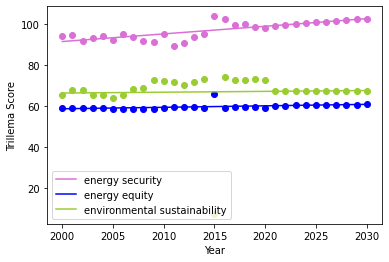 100
80
60
40
20
Trillema Score
energy security
energy equity
environmental sustainability
2000 2005 2010 2015 2020 2025 2030
Year